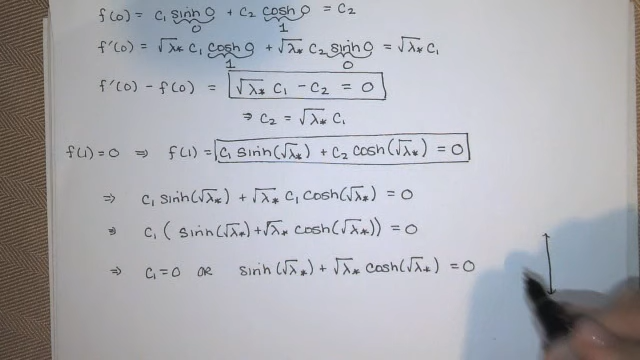 f(0) = c₁ sinh 0 + c₂ cosh 0 = c₂
0 1
f'(0) = √λ* c₁ cosh 0 + √λ* c₂ sinh 0 = √λ* c₁
1 0
f'(0) - f(0) = √λ* c₁ - c₂ = 0
⇒ c₂ = √λ* c₁
f(1) = 0 ⇒ f(1) = c₁ sinh(√λ*) + c₂ cosh(√λ*) = 0
⇒ c₁ sinh(√λ*) + √λ* c₁ cosh(√λ*) = 0
⇒ c₁ ( sinh(√λ*) + √λ* cosh(√λ*)) = 0
⇒ c₁ = 0 OR sinh(√λ*) + √λ* cosh(√λ*) = 0